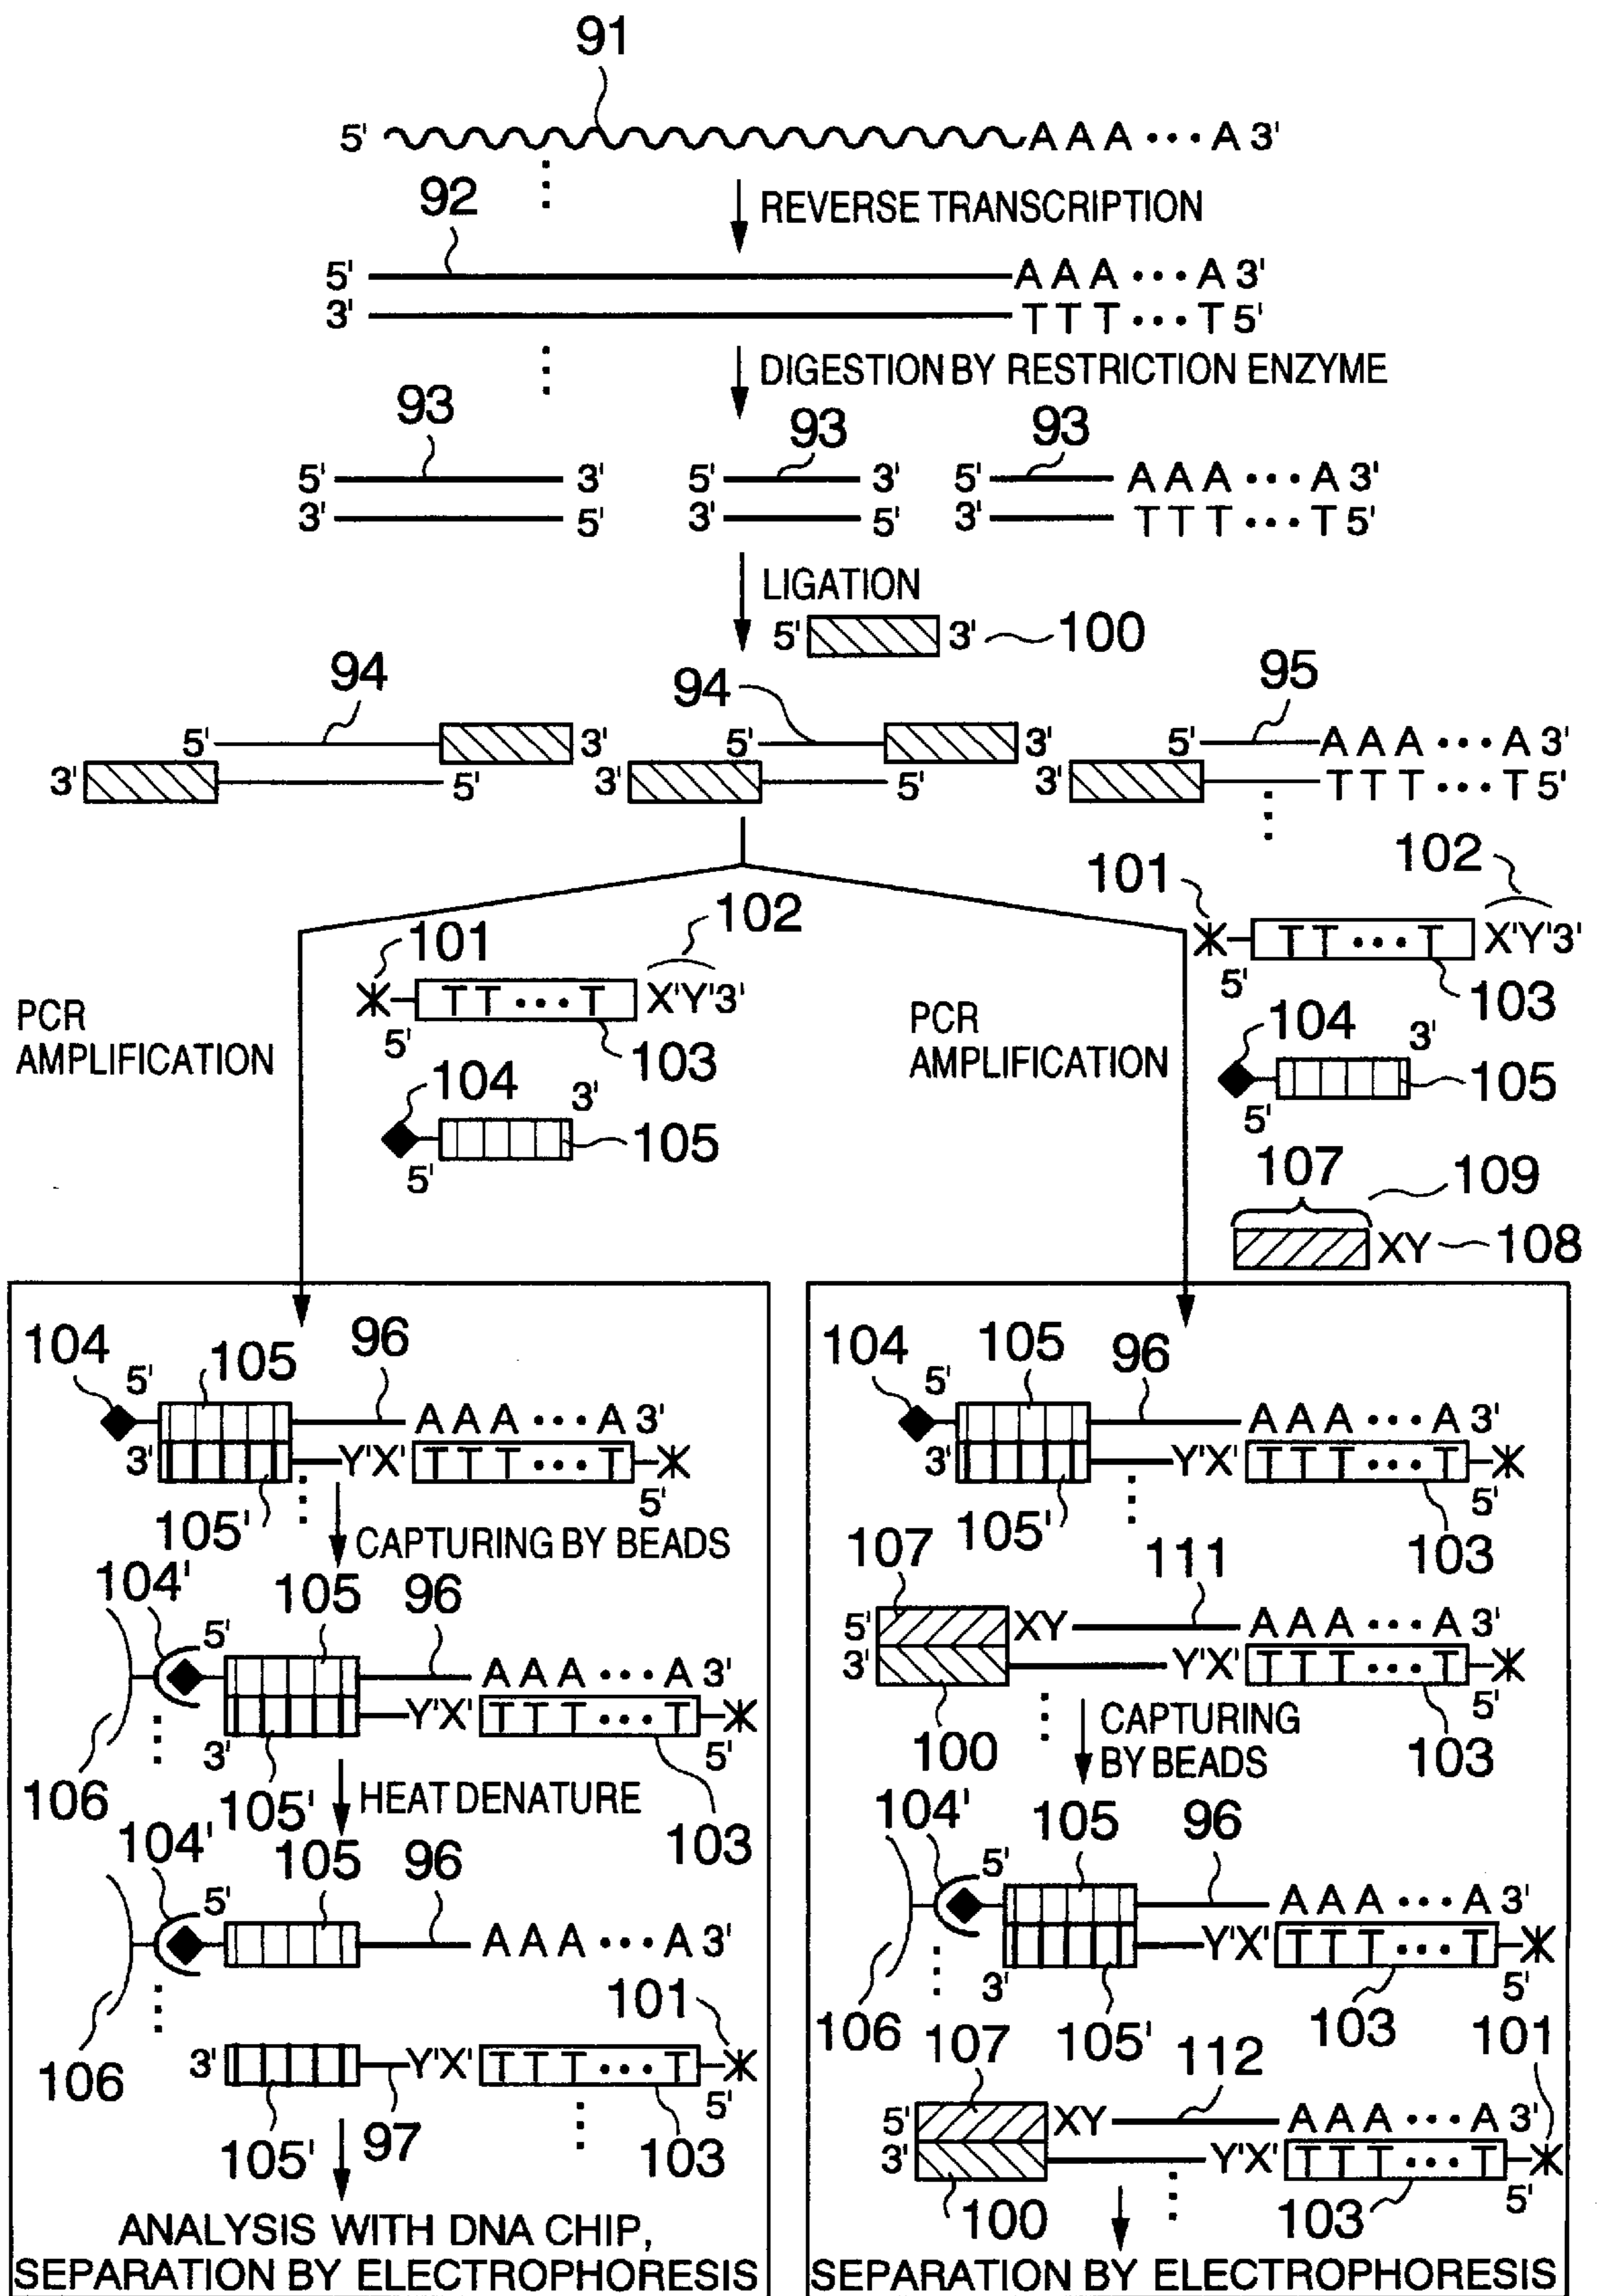 91
5' AAA···A 3'
92
REVERSE TRANSCRIPTION
5' AAA···A 3'
3' TTT···T 5'
DIGESTION BY RESTRICTION ENZYME
93 93 93
5' 3' 5' 3' 5' AAA···A 3'
3' 5' 3' 5' 3' TTT···T 5'
LIGATION
5' 3' 100
94 94 95
5' 3' 5' 3' 5' AAA···A 3'
3' 5' 3' 5' 3' TTT···T 5'
101 102
TT···T X'Y'3'
5' 103
PCR
AMPLIFICATION
104 3'
105
5'
101 102
TT···T X'Y'3'
5' 103
PCR
AMPLIFICATION
104 3'
105
5'
107 109
XY 108
104 5' 105 96
AAA···A 3'
3' Y'X' TTT···T
105' 5'
CAPTURING BY BEADS
104' 5' 105 96
AAA···A 3'
Y'X' TTT···T
3' 5'
106 105' HEAT DENATURE 103
104' 5' 105 96
AAA···A 3'
106 101
3' Y'X' TTT···T
5'
105' 97 103
ANALYSIS WITH DNA CHIP,
SEPARATION BY ELECTROPHORESIS
104 5' 105 96
AAA···A 3'
3' Y'X' TTT···T
5'
105' 103
107 111
5' XY AAA···A 3'
3' Y'X' TTT···T
5'
100 103
CAPTURING
BY BEADS
104' 5' 105 96
AAA···A 3'
Y'X' TTT···T
3' 5'
106 105' 103
107 112 101
5' XY AAA···A 3'
3' Y'X' TTT···T
5'
100 103
SEPARATION BY ELECTROPHORESIS